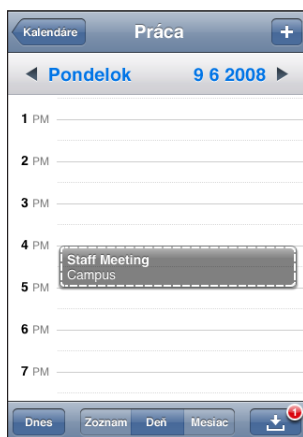 Kalendáre
Práca
+
Pondelok 9 6 2008
1 PM
2 PM
3 PM
4 PM
Staff Meeting
Campus
5 PM
6 PM
7 PM
Dnes Zoznam Deň Mesiac 1